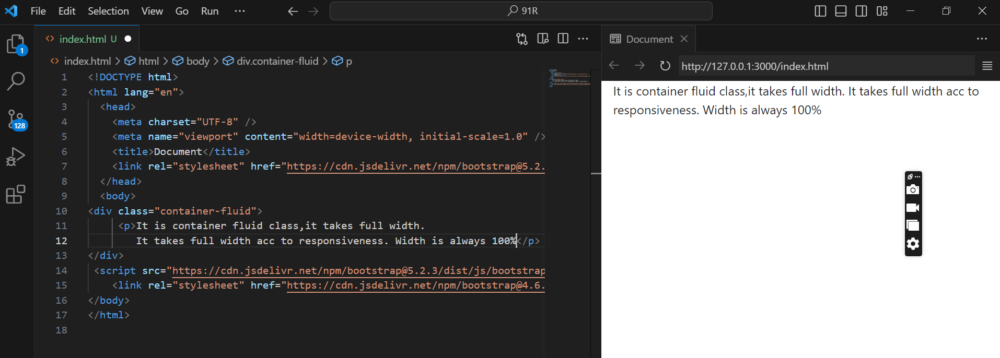 File Edit Selection View Go Run ··· 91R
index.html U
Document
index.html > html > body > div.container-fluid > p
http://127.0.0.1:3000/index.html
1 <!DOCTYPE html>
2 <html lang="en">
3 <head>
4 <meta charset="UTF-8" />
5 <meta name="viewport" content="width=device-width, initial-scale=1.0" />
6 <title>Document</title>
7 <link rel="stylesheet" href="https://cdn.jsdelivr.net/npm/bootstrap@5.2.
8 </head>
9 <body>
10 <div class="container-fluid">
11 <p>It is container fluid class,it takes full width.
12 It takes full width acc to responsiveness. Width is always 100%</p>
13 </div>
14 <script src="https://cdn.jsdelivr.net/npm/bootstrap@5.2.3/dist/js/bootstrap
15 <link rel="stylesheet" href="https://cdn.jsdelivr.net/npm/bootstrap@4.6.
16 </body>
17 </html>
18
1
128
It is container fluid class,it takes full width. It takes full width acc to
responsiveness. Width is always 100%